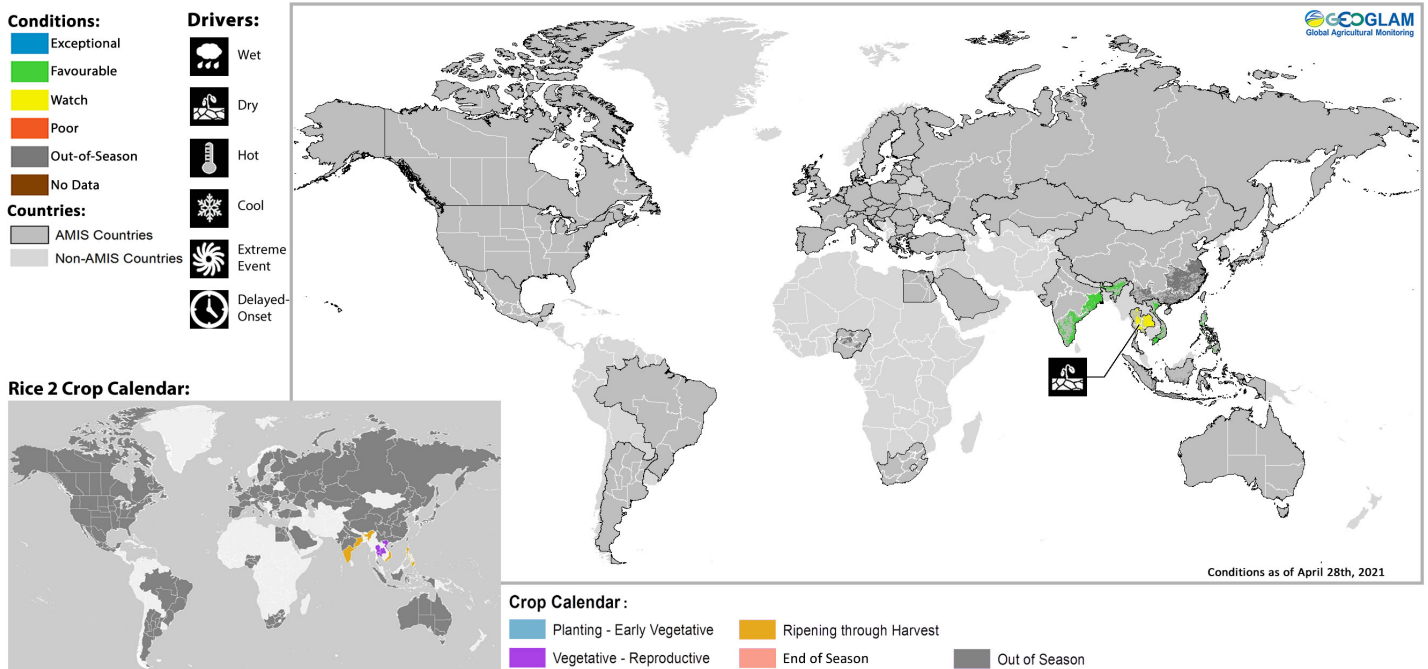 Conditions:
Exceptional
Favourable
Watch
Poor
Out-of-Season
No Data
Countries:
AMIS Countries
Non-AMIS Countries
Drivers:
Wet
Dry
Hot
Cool
Extreme
Event
Delayed-
Onset
GEOGLAM
Global Agricultural Monitoring
Conditions as of April 28th, 2021
Rice 2 Crop Calendar:
Crop Calendar :
Planting - Early Vegetative
Vegetative - Reproductive
Ripening through Harvest
End of Season
Out of Season